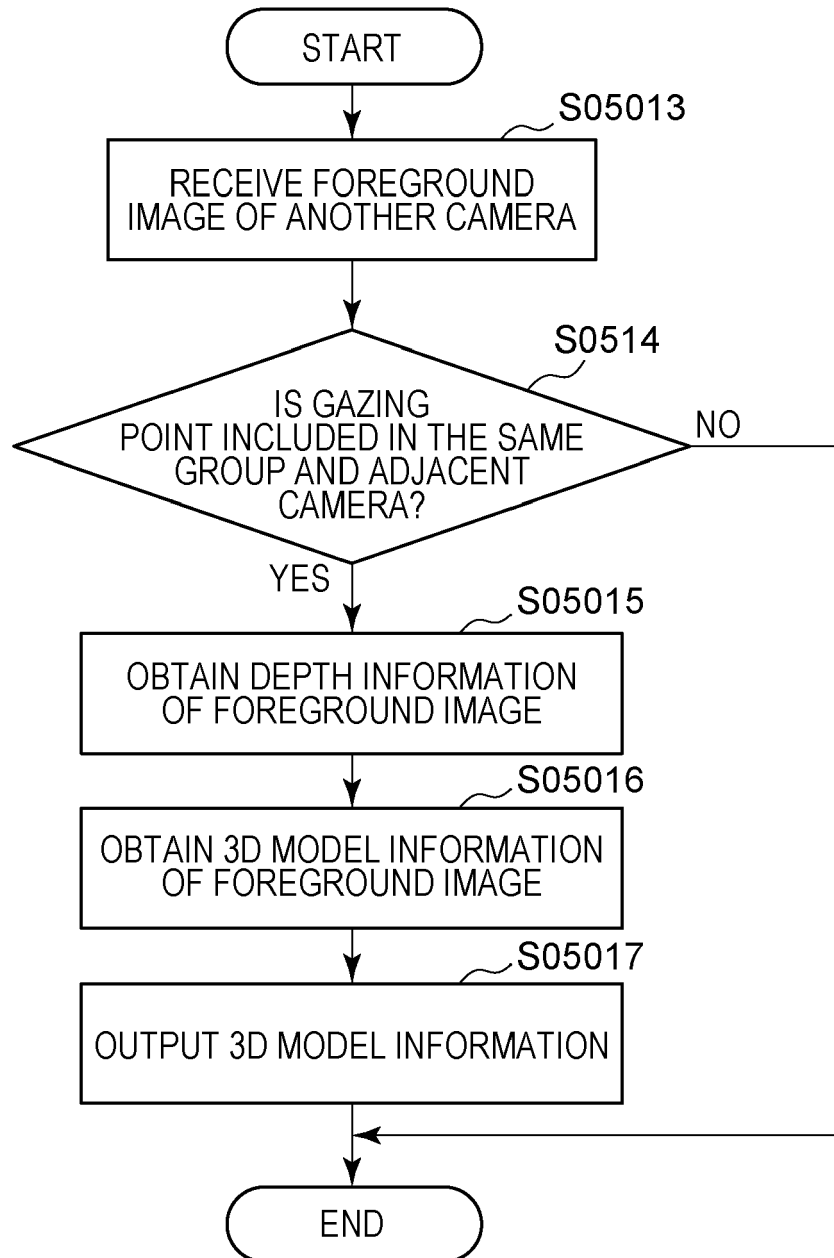 START
S05013
RECEIVE FOREGROUND
IMAGE OF ANOTHER CAMERA
S0514
IS GAZING
POINT INCLUDED IN THE SAME
GROUP AND ADJACENT
CAMERA?
NO
YES
S05015
OBTAIN DEPTH INFORMATION
OF FOREGROUND IMAGE
S05016
OBTAIN 3D MODEL INFORMATION
OF FOREGROUND IMAGE
S05017
OUTPUT 3D MODEL INFORMATION
END